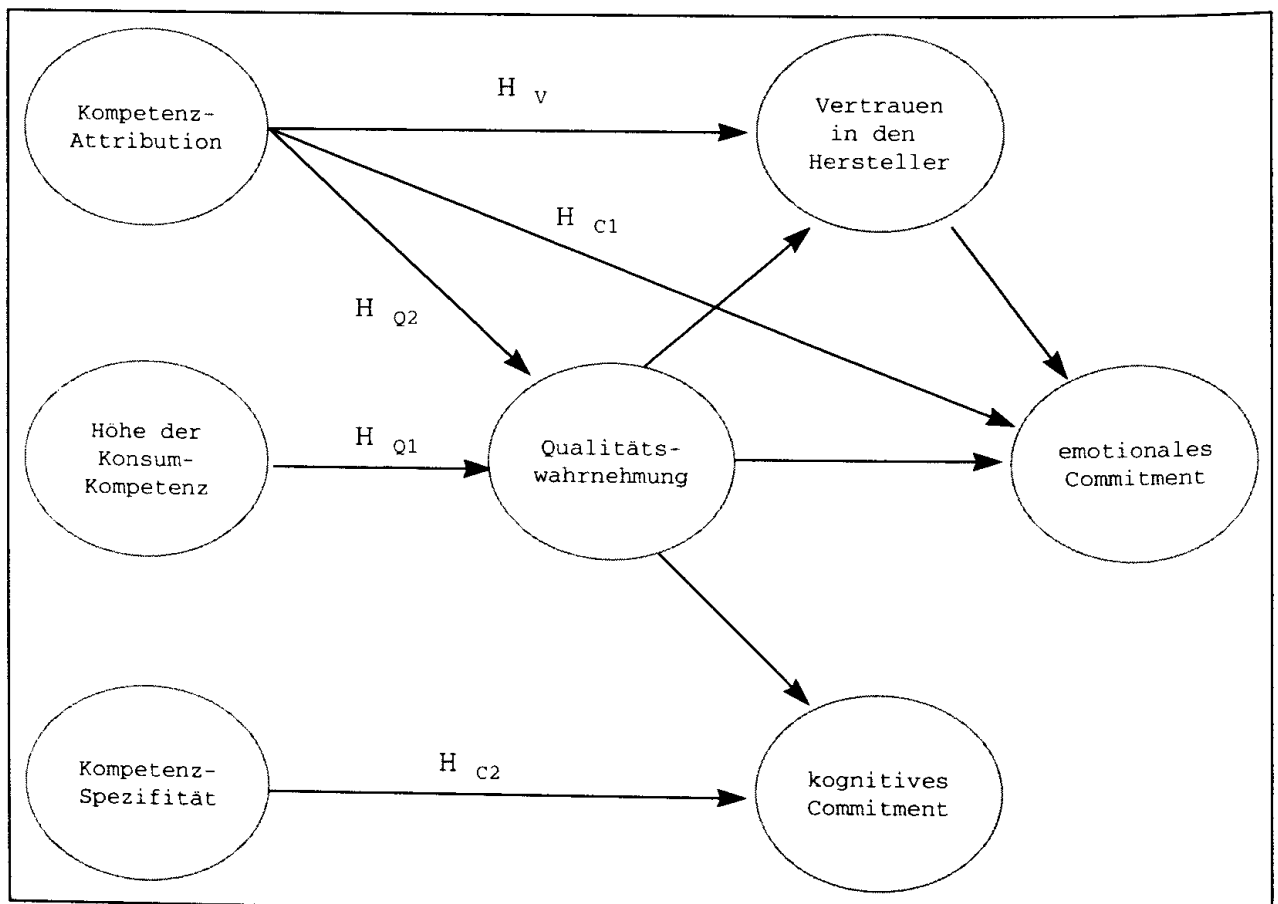 Kompetenz-
Attribution
H V
Vertrauen
in den
Hersteller
H C1
H Q2
Höhe der
Konsum-
Kompetenz
H Q1
Qualitäts-
wahrnehmung
emotionales
Commitment
Kompetenz-
Spezifität
H C2
kognitives
Commitment